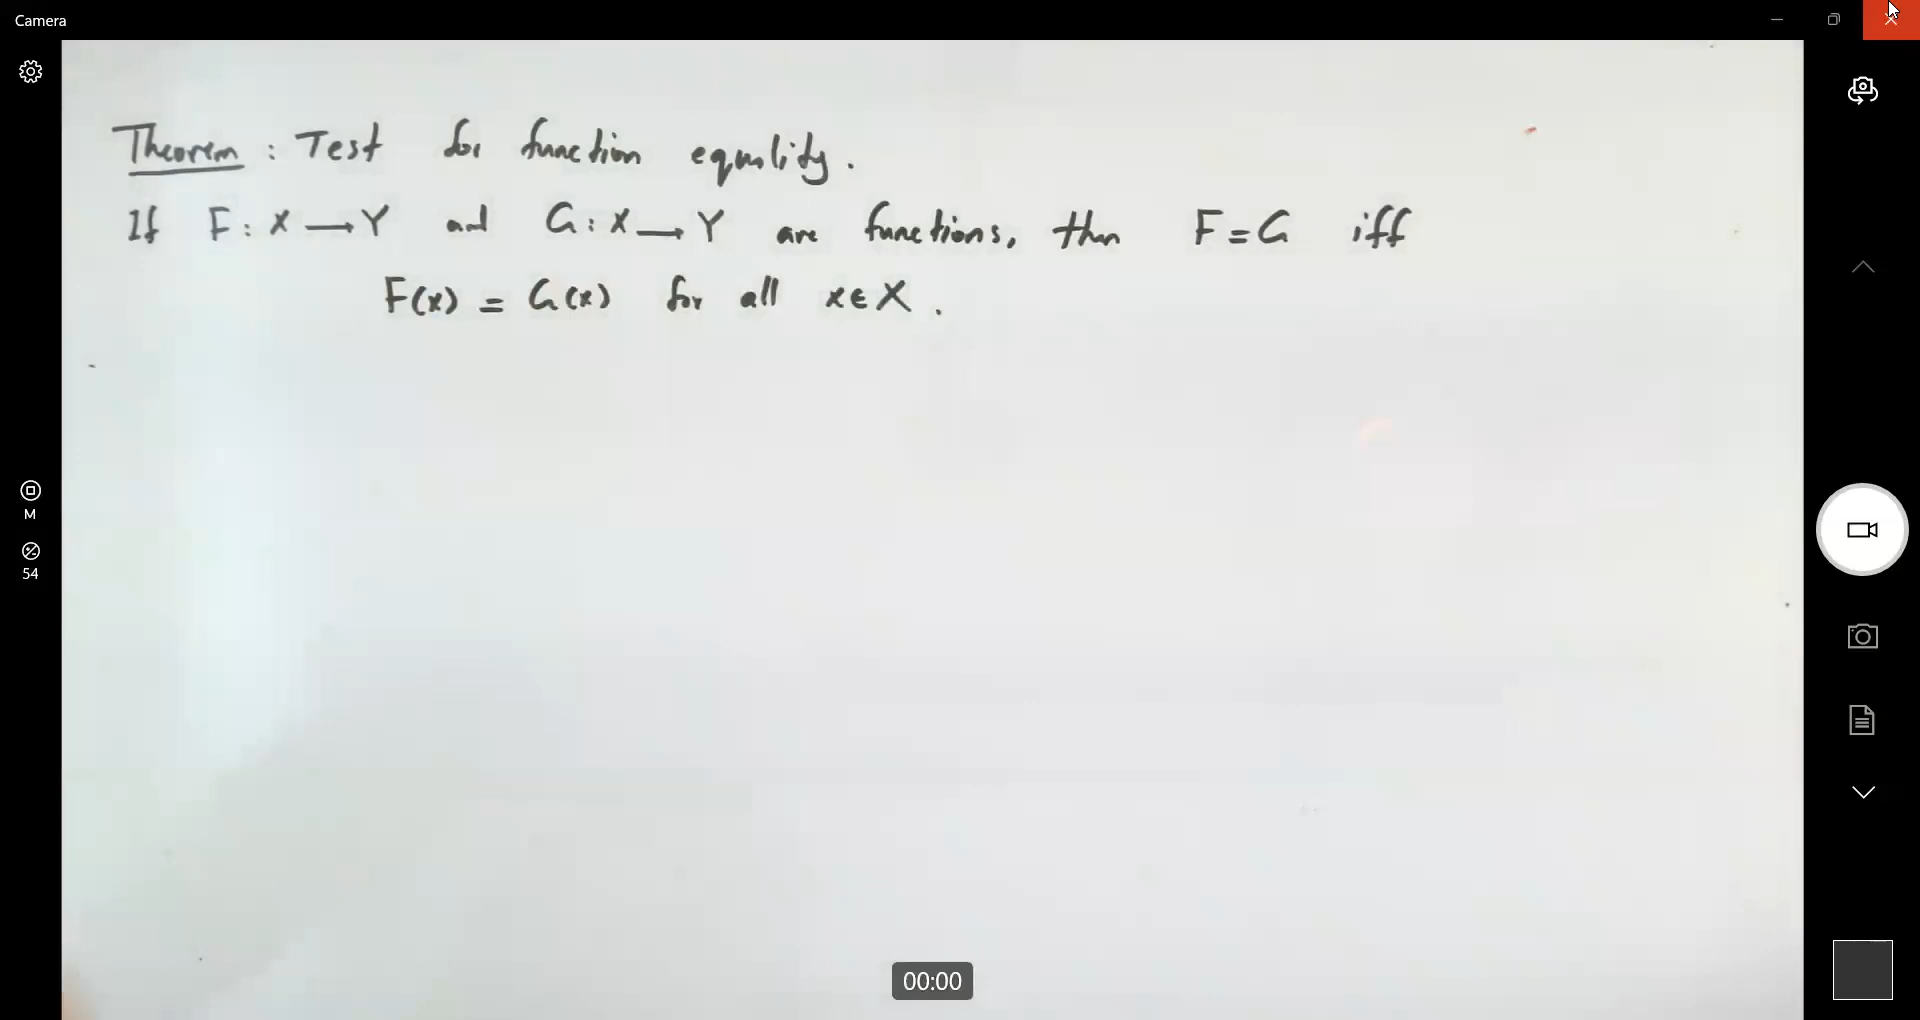 Camera
Theorem : Test for function equality.
If F: X → Y and G: X → Y are functions, then F = G iff
F(x) = G(x) for all x ∈ X.
M
54
00:00